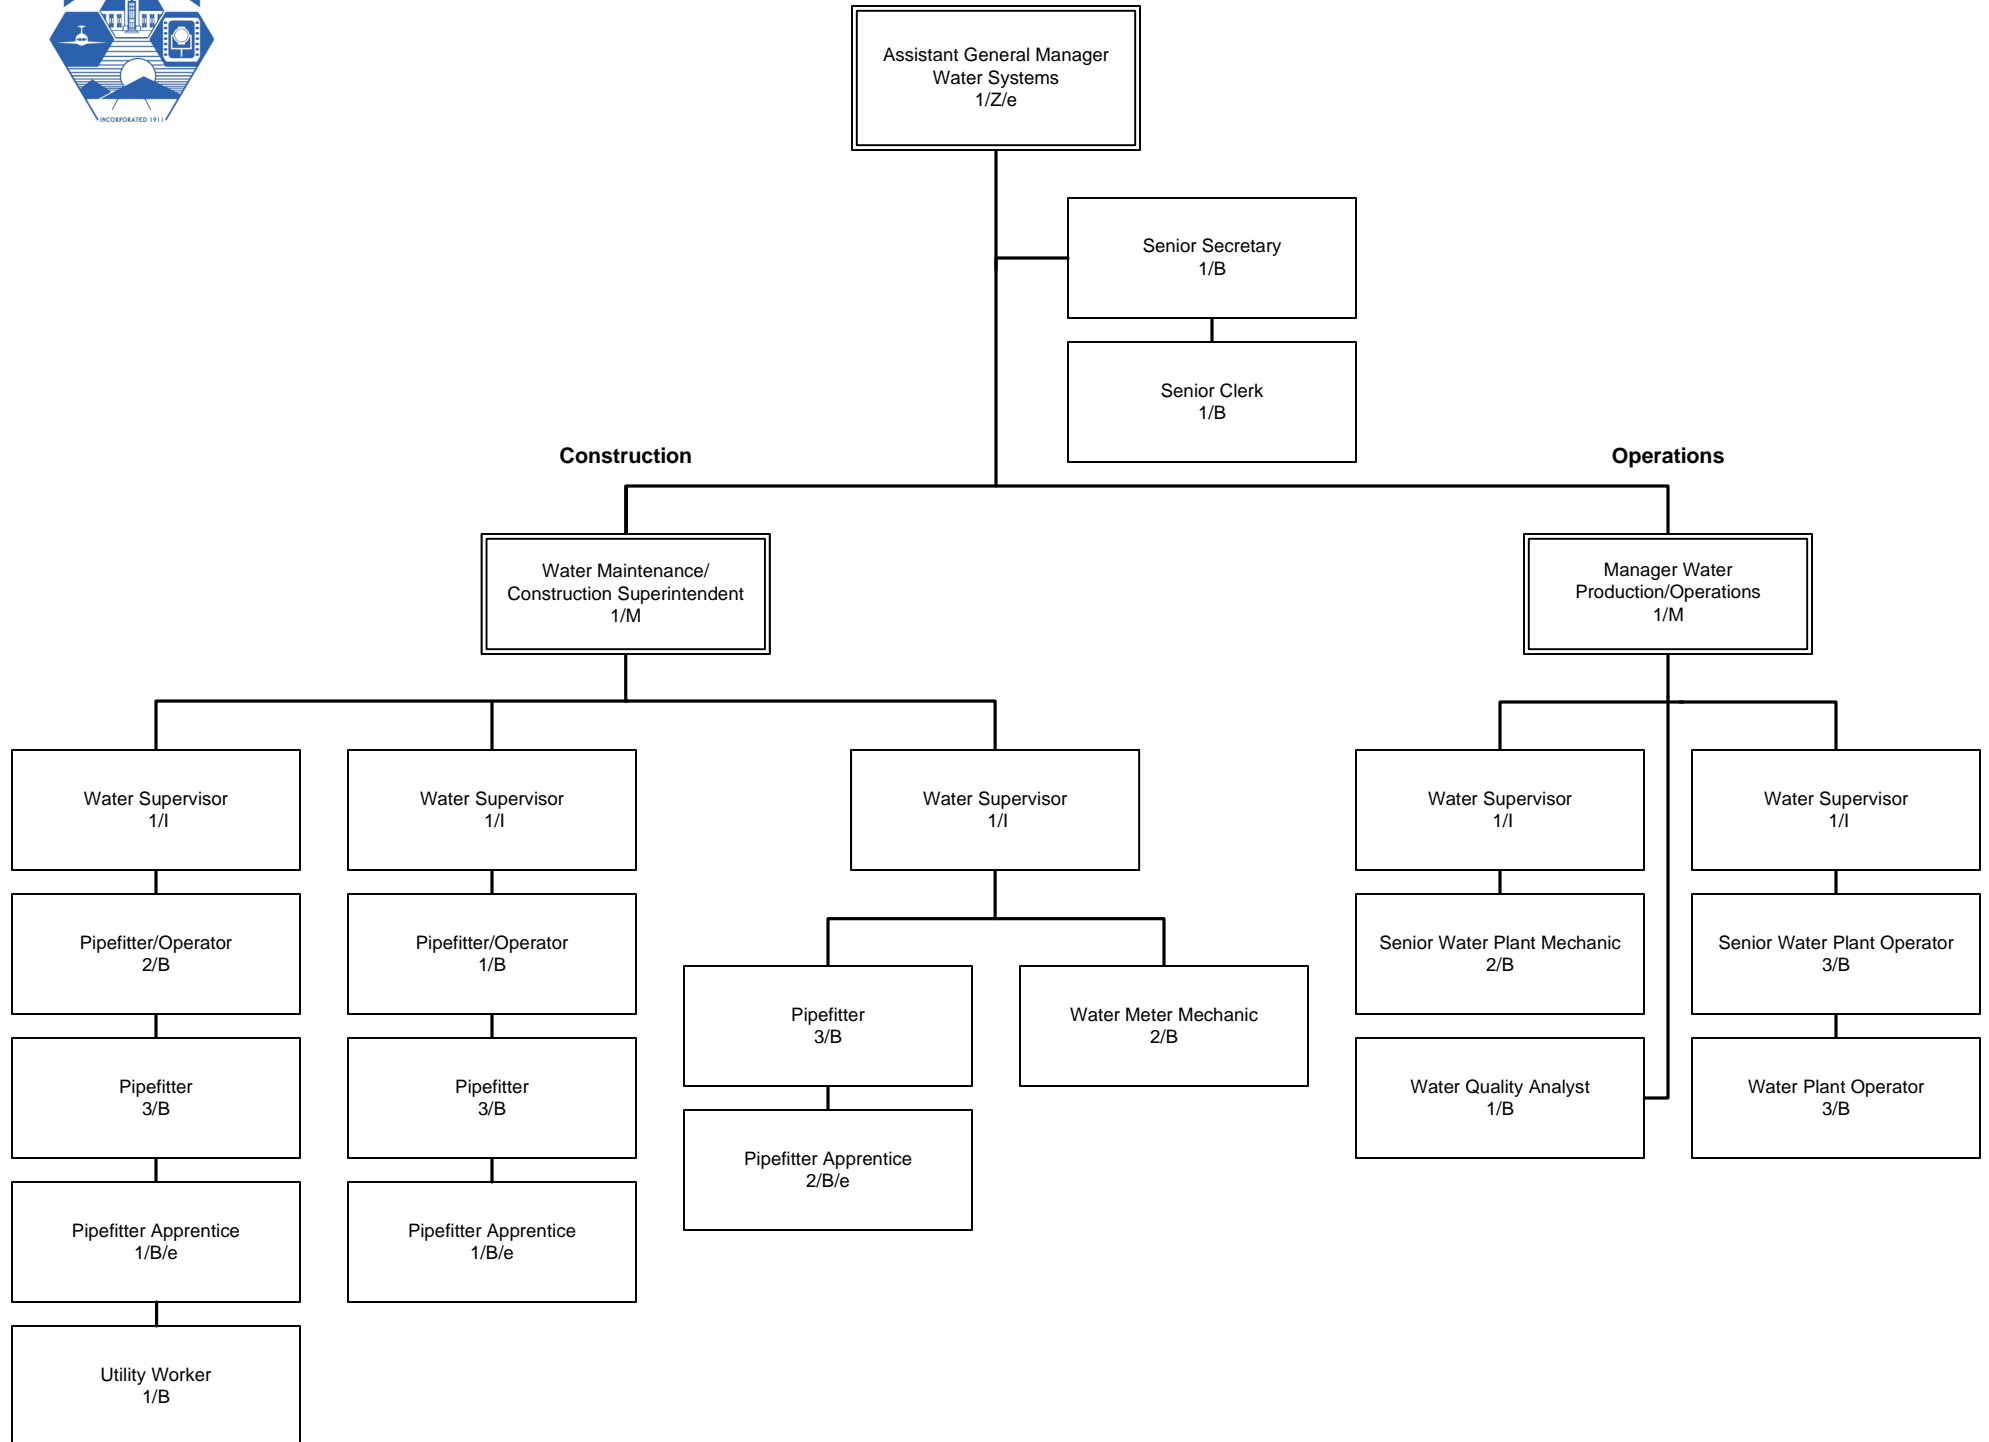 INCORPORATED 1911
Assistant General Manager
Water Systems
1/Z/e
Senior Secretary
1/B
Senior Clerk
1/B
Construction
Operations
Water Maintenance/
Construction Superintendent
1/M
Manager Water
Production/Operations
1/M
Water Supervisor
1/I
Water Supervisor
1/I
Water Supervisor
1/I
Water Supervisor
1/I
Water Supervisor
1/I
Pipefitter/Operator
2/B
Pipefitter/Operator
1/B
Senior Water Plant Mechanic
2/B
Senior Water Plant Operator
3/B
Pipefitter
3/B
Water Meter Mechanic
2/B
Pipefitter
3/B
Pipefitter
3/B
Water Quality Analyst
1/B
Water Plant Operator
3/B
Pipefitter Apprentice
2/B/e
Pipefitter Apprentice
1/B/e
Pipefitter Apprentice
1/B/e
Utility Worker
1/B